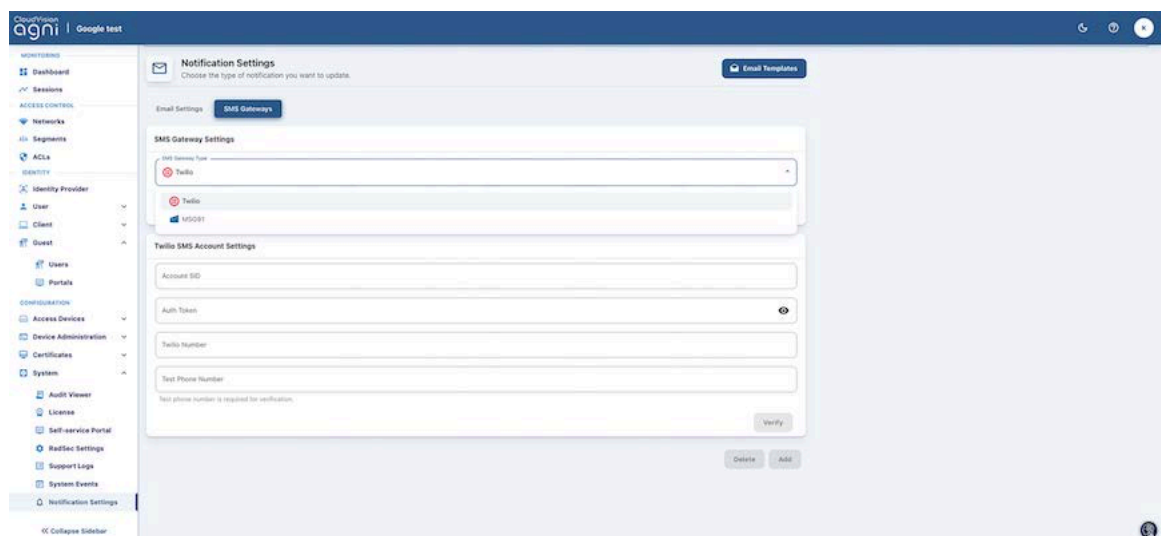 CloudVision
agni | Google test
MONITORING
Dashboard
Sessions
ACCESS CONTROL
Networks
Segments
ACLs
IDENTITY
Identity Provider
User
Client
Guest
Users
Portals
CONFIGURATION
Access Devices
Device Administration
Certificates
System
Audit Viewer
License
Self-service Portal
RadSec Settings
Support Logs
System Events
Notification Settings
Collapse Sidebar
Notification Settings
Choose the type of notification you want to update.
Email Templates
Email Settings
SMS Gateways
SMS Gateway Settings
SMS Gateway Type
Twilio
Twilio
MSG91
Twilio SMS Account Settings
Account SID
Auth Token
Twilio Number
Test Phone Number
Test phone number is required for verification.
Verify
Delete
Add